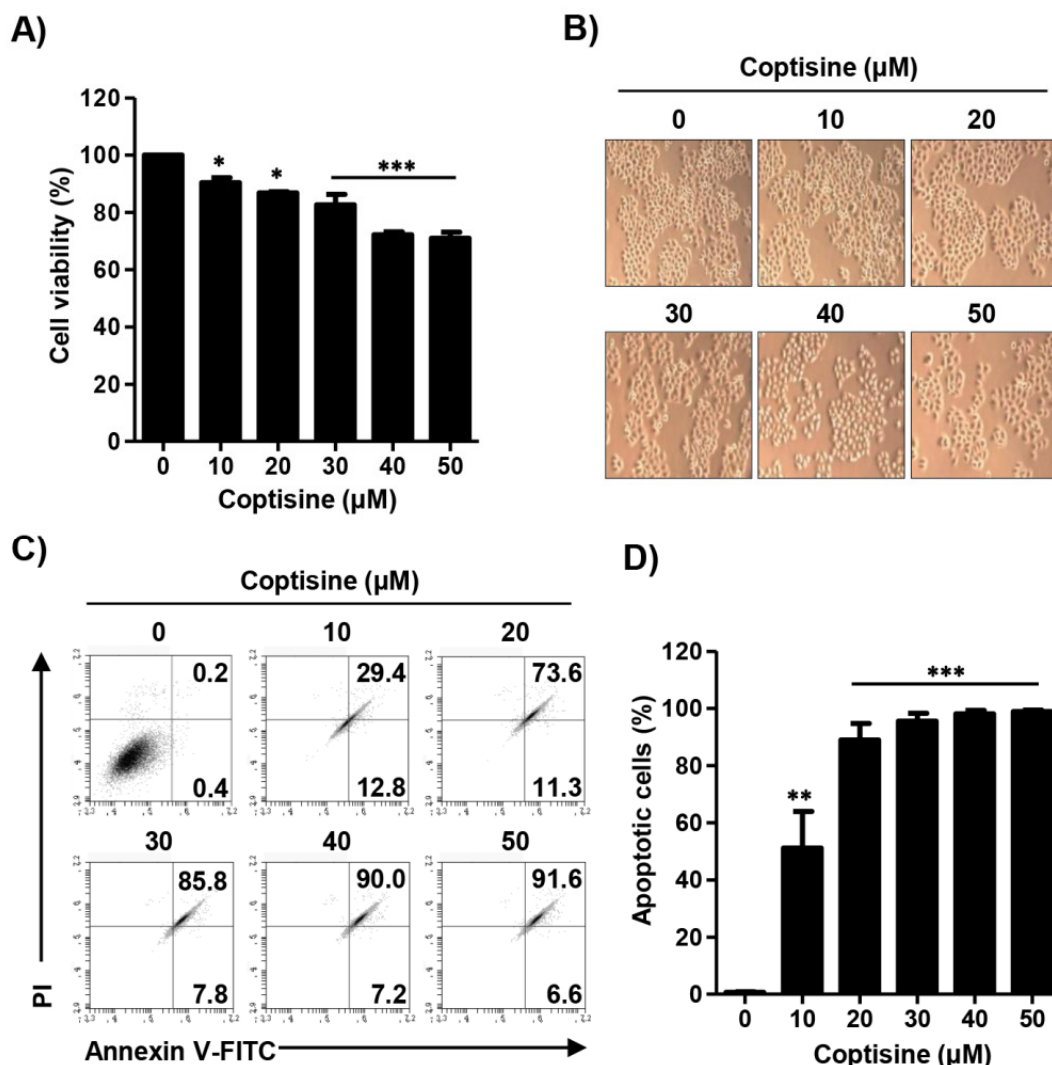 A)
120
100
80
60
40
20
0
Cell viability (%)
*
*
***
0 10 20 30 40 50
Coptisine (µM)
B)
Coptisine (µM)
0 10 20
30 40 50
C)
Coptisine (µM)
0 10 20
0.2 29.4 73.6
0.4 12.8 11.3
30 40 50
85.8 90.0 91.6
7.8 7.2 6.6
PI
Annexin V-FITC
D)
120
100
80
60
40
20
0
Apoptotic cells (%)
**
***
0 10 20 30 40 50
Coptisine (µM)